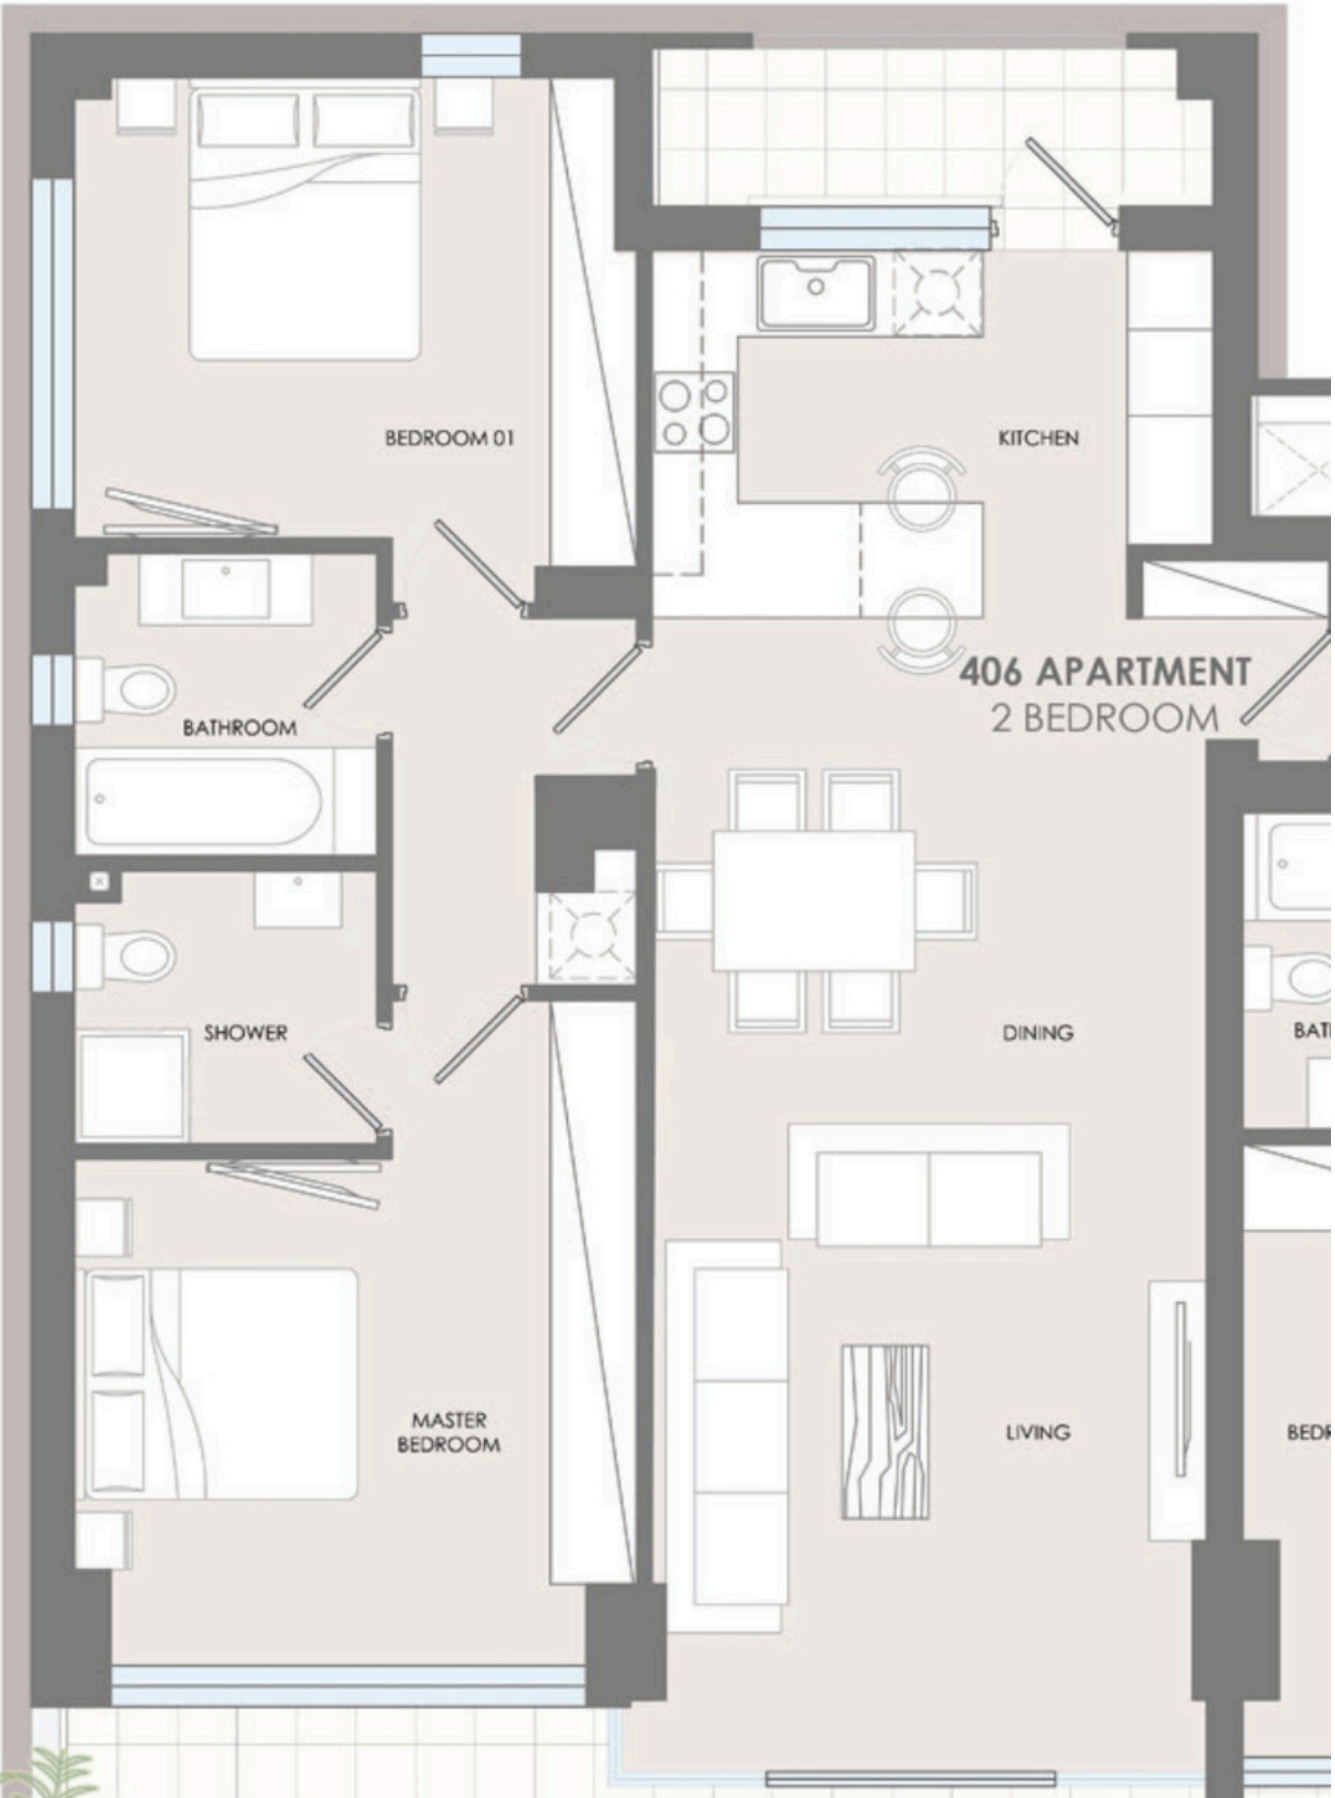 BEDROOM 01
KITCHEN
406 APARTMENT
2 BEDROOM
BATHROOM
SHOWER
DINING
MASTER
BEDROOM
LIVING